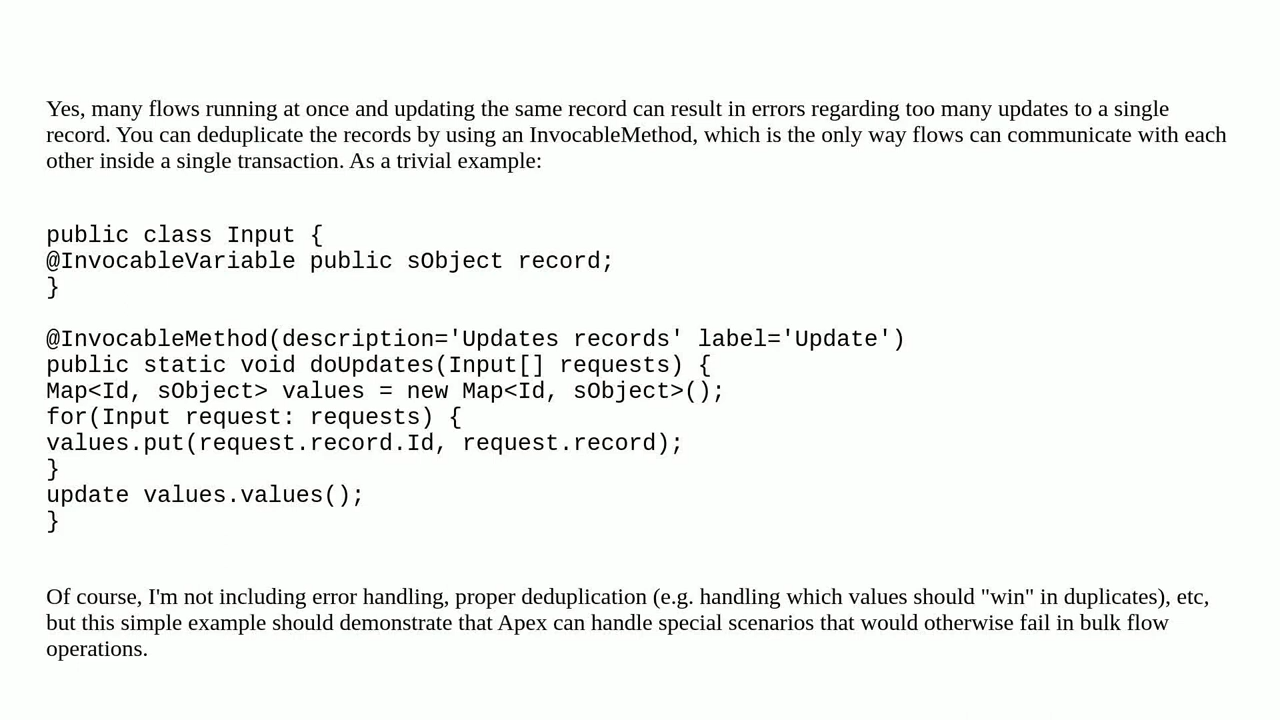 Yes, many flows running at once and updating the same record can result in errors regarding too many updates to a single
record. You can deduplicate the records by using an InvocableMethod, which is the only way flows can communicate with each
other inside a single transaction. As a trivial example:
public class Input {
@InvocableVariable public sObject record;
}
@InvocableMethod(description='Updates records' label='Update')
public static void doUpdates(Input[] requests) {
Map<Id, sObject> values = new Map<Id, sObject>();
for(Input request: requests) {
values.put(request.record.Id, request.record);
}
update values.values();
}
Of course, I'm not including error handling, proper deduplication (e.g. handling which values should "win" in duplicates), etc,
but this simple example should demonstrate that Apex can handle special scenarios that would otherwise fail in bulk flow
operations.